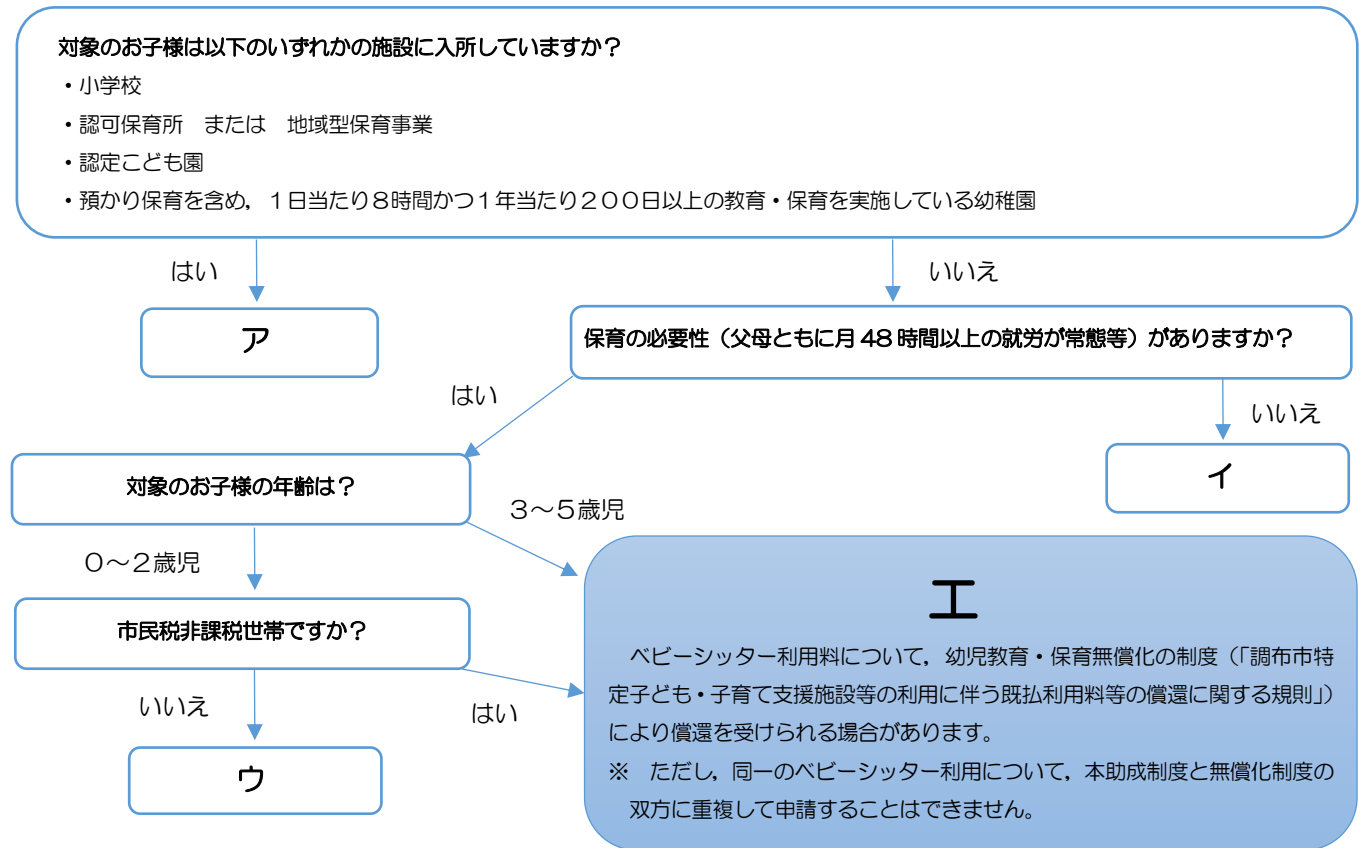 対象のお子様は以下のいずれかの施設に入所していますか？
・小学校
・認可保育所　または　地域型保育事業
・認定こども園
・預かり保育を含め，１日当たり８時間かつ１年当たり２００日以上の教育・保育を実施している幼稚園
はい
いいえ
ア
保育の必要性（父母ともに月 48 時間以上の就労が常態等）がありますか？
はい
いいえ
イ
対象のお子様の年齢は？
３～５歳児
０～２歳児
市民税非課税世帯ですか？
いいえ
はい
ウ
エ
ベビーシッター利用料について，幼児教育・保育無償化の制度（「調布市特
定子ども・子育て支援施設等の利用に伴う既払利用料等の償還に関する規則」）
により償還を受けられる場合があります。
※　ただし，同一のベビーシッター利用について，本助成制度と無償化制度の
双方に重複して申請することはできません。